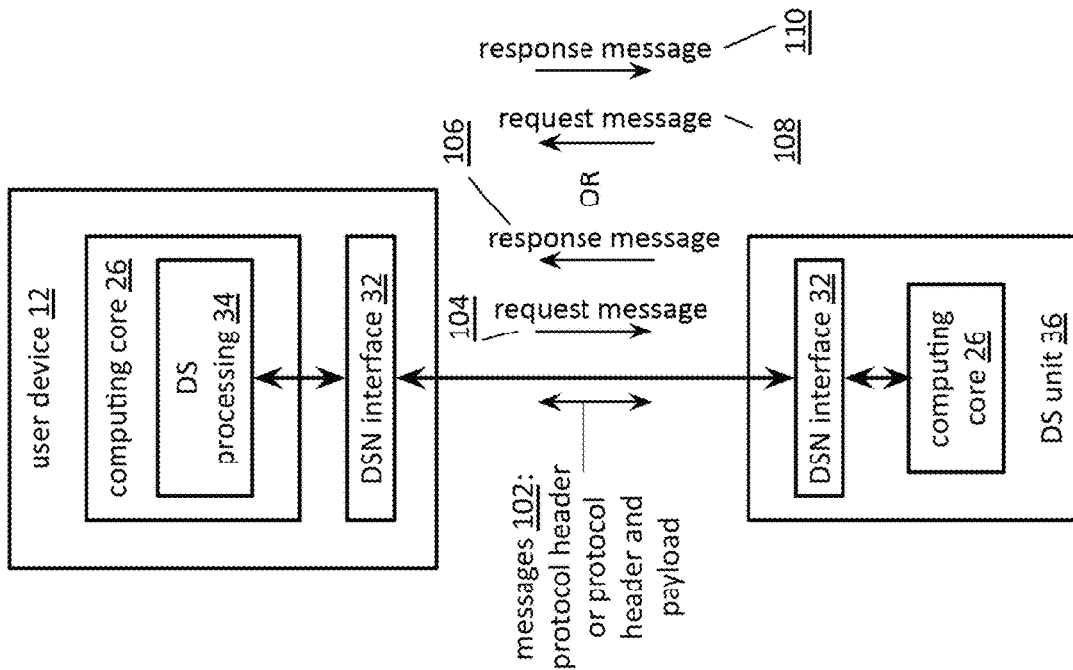 user device 12
computing core 26
DS
processing 34
DSN interface 32
messages 102:
protocol header
or protocol
header and
payload
104
request message
106
response message
OR
request message
108
response message
110
DSN interface 32
computing
core 26
DS unit 36